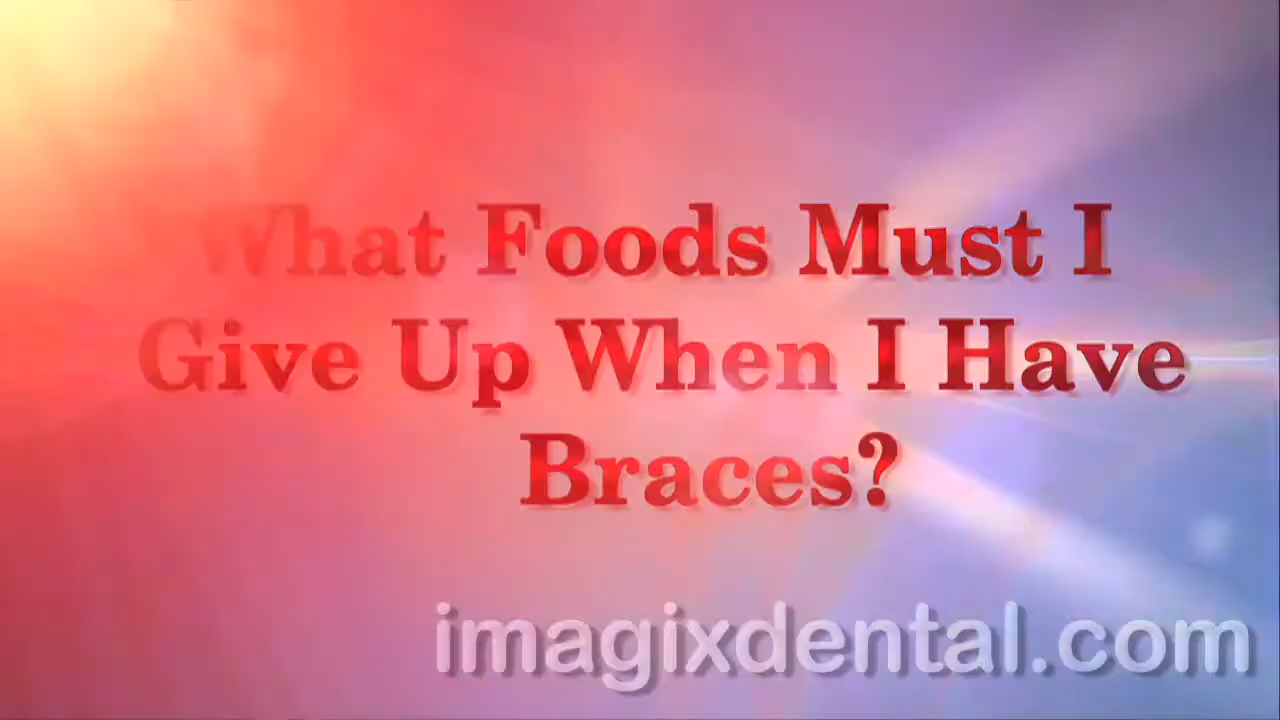 What Foods Must I
Give Up When I Have
Braces?
imagixdental.com